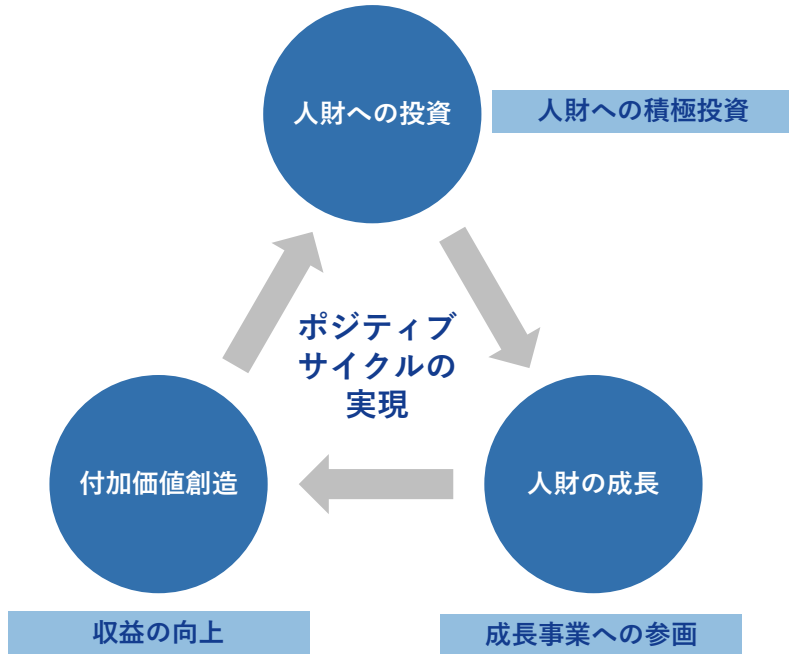 人財への投資
人財への積極投資
ポジティブ
サイクルの
実現
付加価値創造
人財の成長
収益の向上
成長事業への参画